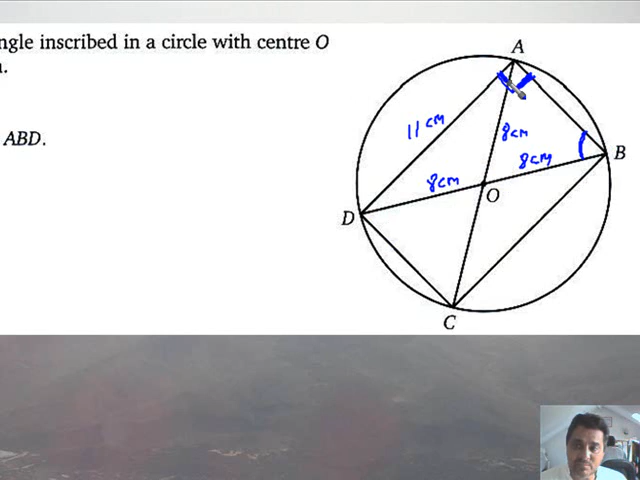 ngle inscribed in a circle with centre O
ABD.
A
11 cm
8cm
8cm
B
8cm
O
D
C